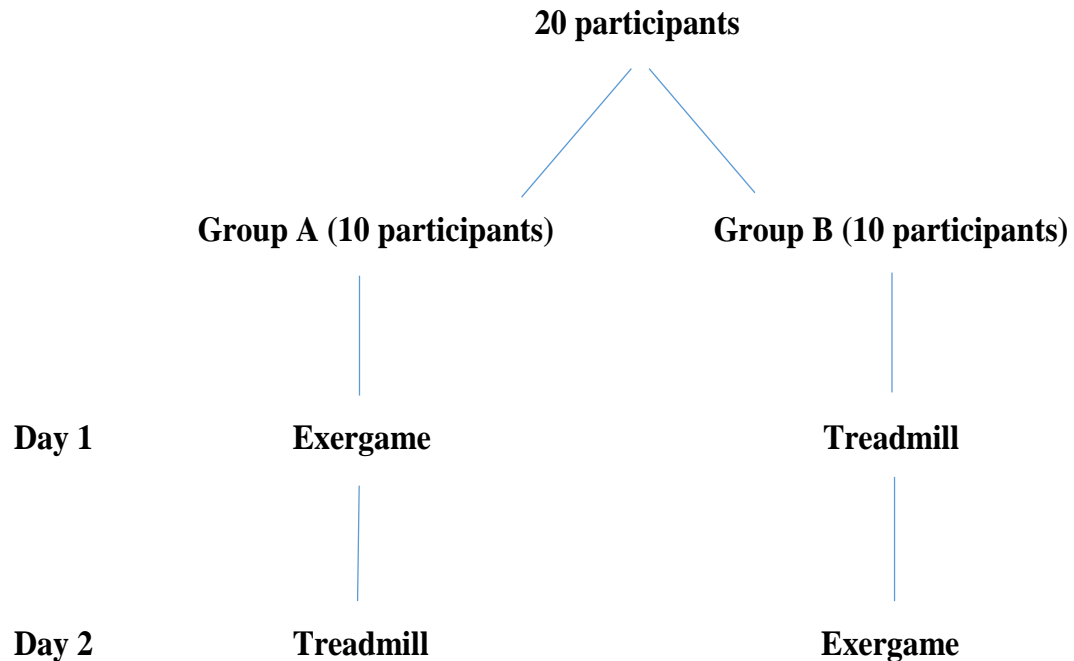 20 participants
Group A (10 participants) Group B (10 participants)
Day 1 Exergame Treadmill
Day 2 Treadmill Exergame